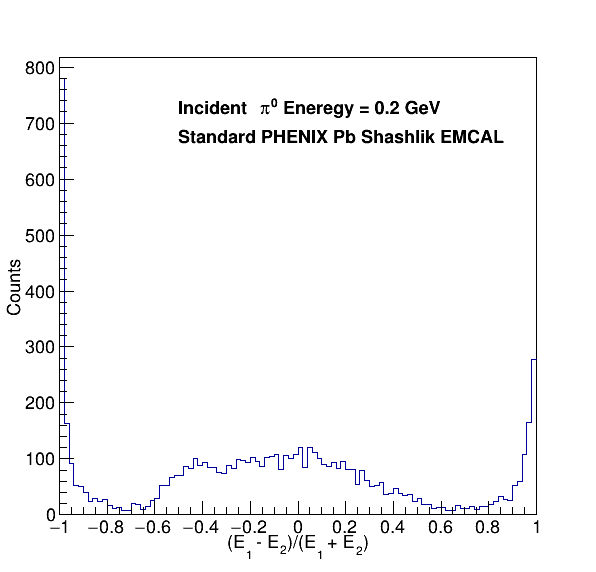 800
700
600
500
400
300
200
100
0
Counts
Incident π⁰ Eneregy = 0.2 GeV
Standard PHENIX Pb Shashlik EMCAL
−1 −0.8 −0.6 −0.4 −0.2 0 0.2 0.4 0.6 0.8 1
(E₁ - E₂)/(E₁ + E₂)